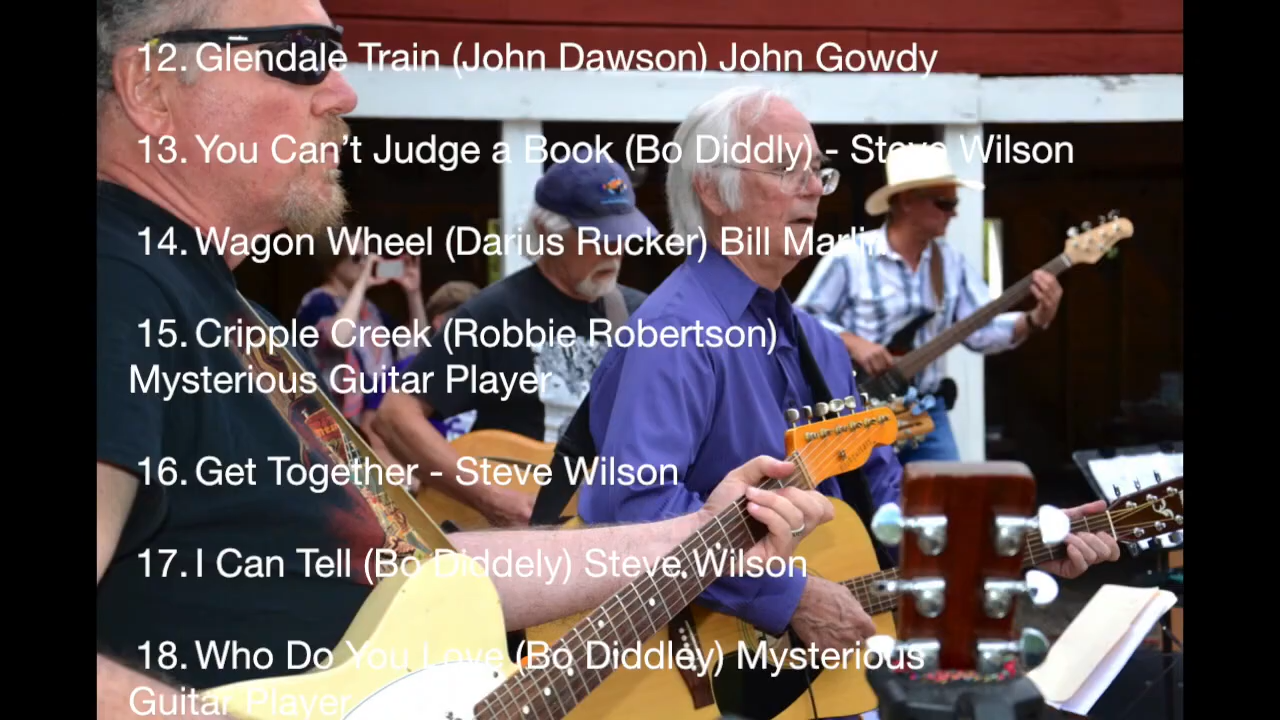 12. Glendale Train (John Dawson) John Gowdy
13. You Can't Judge a Book (Bo Diddly) - Steve Wilson
14. Wagon Wheel (Darius Rucker) Bill Marlin
15. Cripple Creek (Robbie Robertson)
Mysterious Guitar Player
16. Get Together - Steve Wilson
17. I Can Tell (Bo Diddely) Steve Wilson
18. Who Do You Love (Bo Diddley) Mysterious
Guitar Player